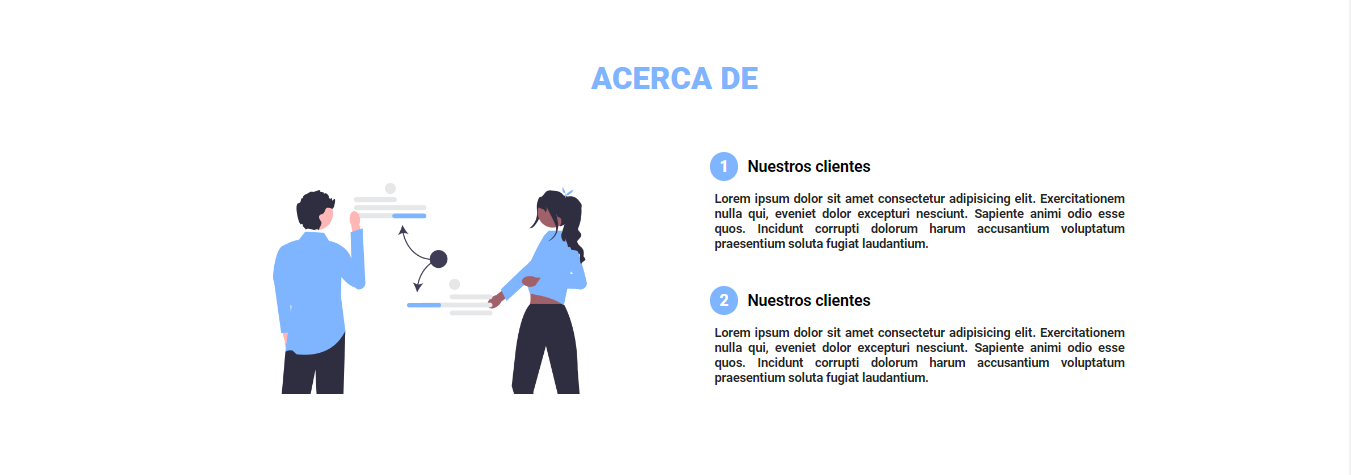 ACERCA DE
1 Nuestros clientes
Lorem ipsum dolor sit amet consectetur adipisicing elit. Exercitationem
nulla qui, eveniet dolor excepturi nesciunt. Sapiente animi odio esse
quos. Incidunt corrupti dolorum harum accusantium voluptatum
praesentium soluta fugiat laudantium.
2 Nuestros clientes
Lorem ipsum dolor sit amet consectetur adipisicing elit. Exercitationem
nulla qui, eveniet dolor excepturi nesciunt. Sapiente animi odio esse
quos. Incidunt corrupti dolorum harum accusantium voluptatum
praesentium soluta fugiat laudantium.